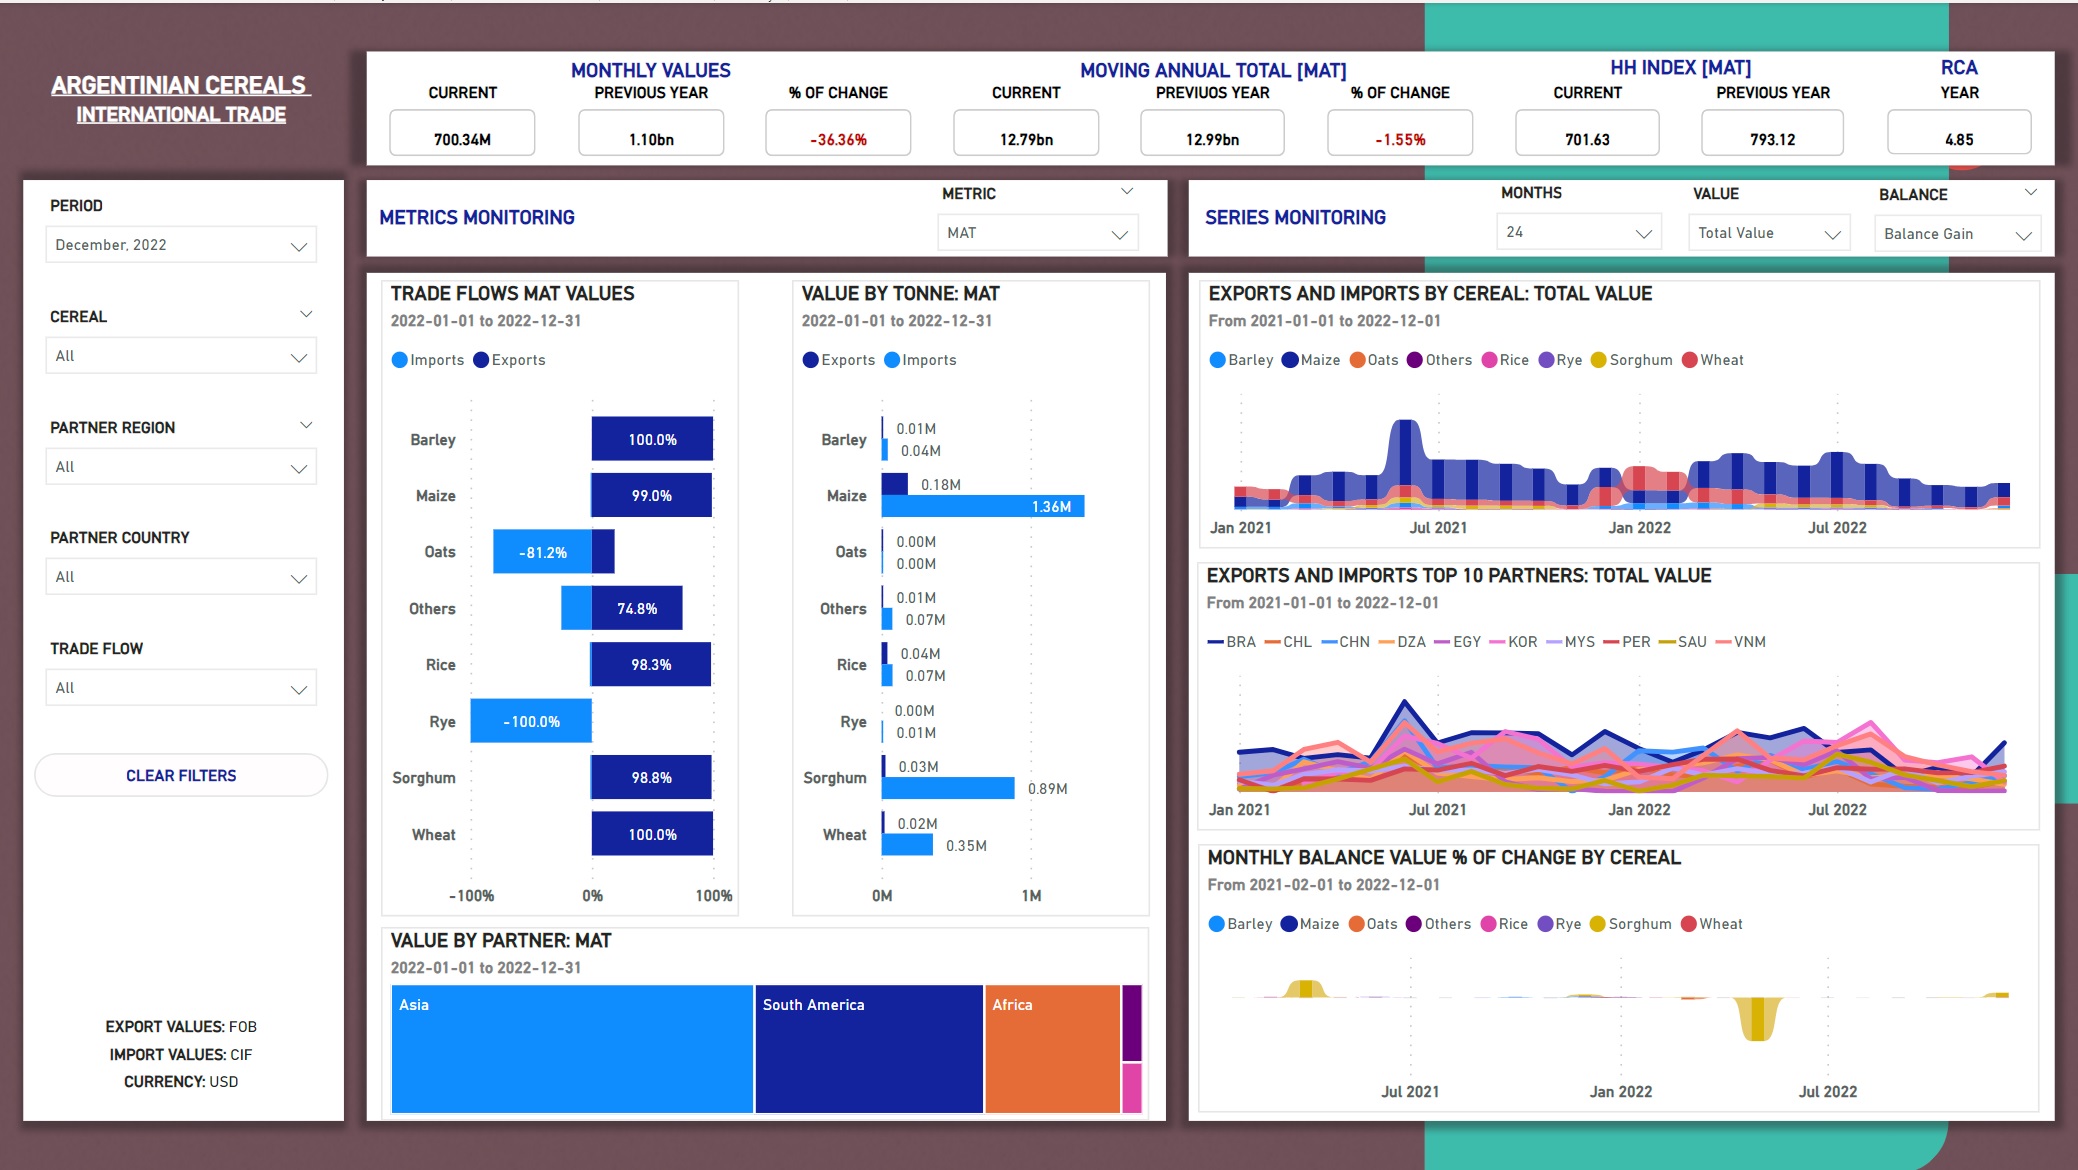 ARGENTINIAN CEREALS
INTERNATIONAL TRADE
MONTHLY VALUES
CURRENT
PREVIOUS YEAR
% OF CHANGE
700.34M
1.10bn
-36.36%
MOVING ANNUAL TOTAL [MAT]
CURRENT
PREVIUOS YEAR
% OF CHANGE
12.79bn
12.99bn
-1.55%
HH INDEX [MAT]
CURRENT
PREVIOUS YEAR
701.63
793.12
RCA
YEAR
4.85
PERIOD
December, 2022
CEREAL
All
PARTNER REGION
All
PARTNER COUNTRY
All
TRADE FLOW
All
CLEAR FILTERS
EXPORT VALUES: FOB
IMPORT VALUES: CIF
CURRENCY: USD
METRICS MONITORING
METRIC
MAT
TRADE FLOWS MAT VALUES
2022-01-01 to 2022-12-31
Imports Exports
Barley 100.0%
Maize 99.0%
Oats -81.2%
Others 74.8%
Rice 98.3%
Rye -100.0%
Sorghum 98.8%
Wheat 100.0%
-100% 0% 100%
VALUE BY TONNE: MAT
2022-01-01 to 2022-12-31
Exports Imports
0.01M
Barley
0.04M
0.18M
Maize
1.36M
0.00M
Oats
0.00M
0.01M
Others
0.07M
0.04M
Rice
0.07M
0.00M
Rye
0.01M
0.03M
Sorghum
0.89M
0.02M
Wheat
0.35M
0M 1M
VALUE BY PARTNER: MAT
2022-01-01 to 2022-12-31
Asia South America Africa
SERIES MONITORING
MONTHS
24
VALUE
Total Value
BALANCE
Balance Gain
EXPORTS AND IMPORTS BY CEREAL: TOTAL VALUE
From 2021-01-01 to 2022-12-01
Barley Maize Oats Others Rice Rye Sorghum Wheat
Jan 2021 Jul 2021 Jan 2022 Jul 2022
EXPORTS AND IMPORTS TOP 10 PARTNERS: TOTAL VALUE
From 2021-01-01 to 2022-12-01
BRA CHL CHN DZA EGY KOR MYS PER SAU VNM
Jan 2021 Jul 2021 Jan 2022 Jul 2022
MONTHLY BALANCE VALUE % OF CHANGE BY CEREAL
From 2021-02-01 to 2022-12-01
Barley Maize Oats Others Rice Rye Sorghum Wheat
Jul 2021 Jan 2022 Jul 2022